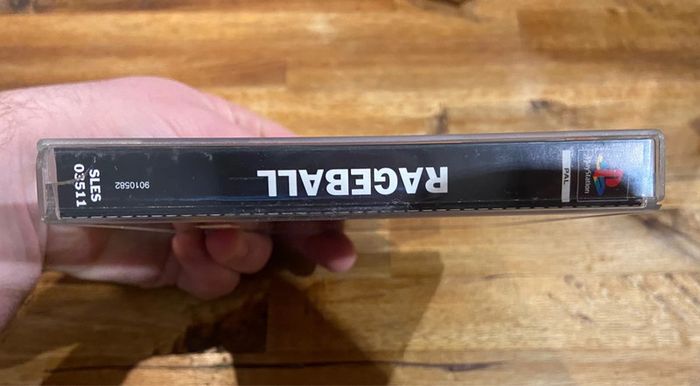 PlayStation
PAL
RAGEBALL
9010582
SLES
03511